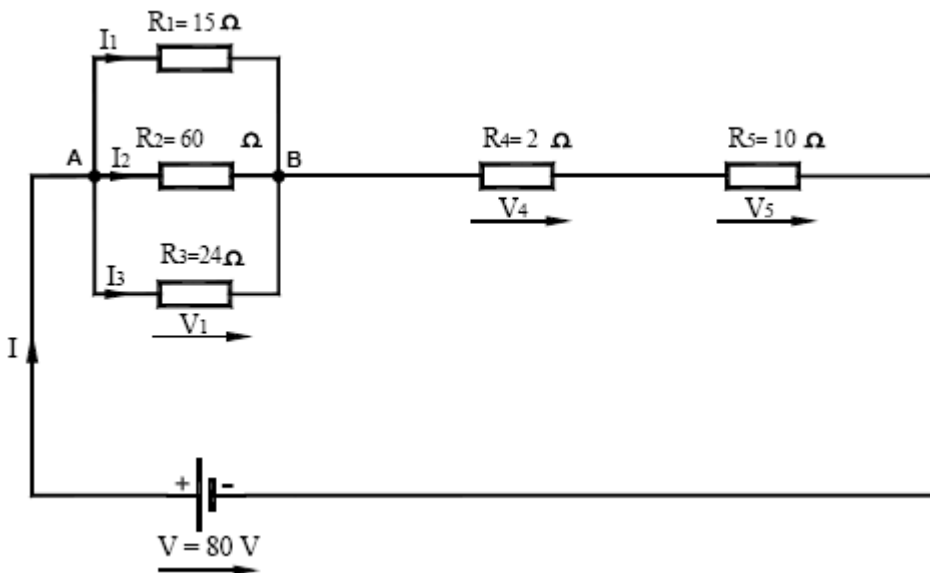 R1= 15 Ω
I1
R2= 60 Ω
A I2 B
R4= 2 Ω
R5= 10 Ω
V4
V5
R3=24Ω
I3
V1
I
+ -
V = 80 V